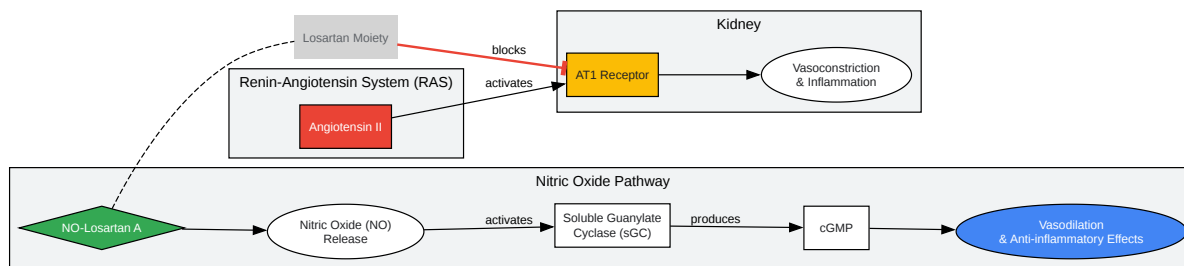 Kidney
Losartan Moiety
blocks
AT1 Receptor
Vasoconstriction
& Inflammation
Renin-Angiotensin System (RAS)
activates
Angiotensin II
Nitric Oxide Pathway
NO-Losartan A
Nitric Oxide (NO)
Release
activates
Soluble Guanylate
Cyclase (sGC)
produces
cGMP
Vasodilation
& Anti-inflammatory Effects